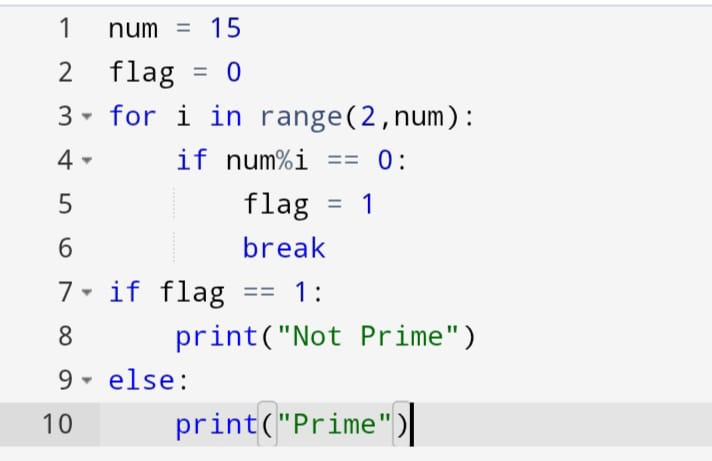 1 num = 15
2 flag = 0
3 for i in range(2,num):
4     if num%i == 0:
5         flag = 1
6         break
7 if flag == 1:
8     print("Not Prime")
9 else:
10     print("Prime")